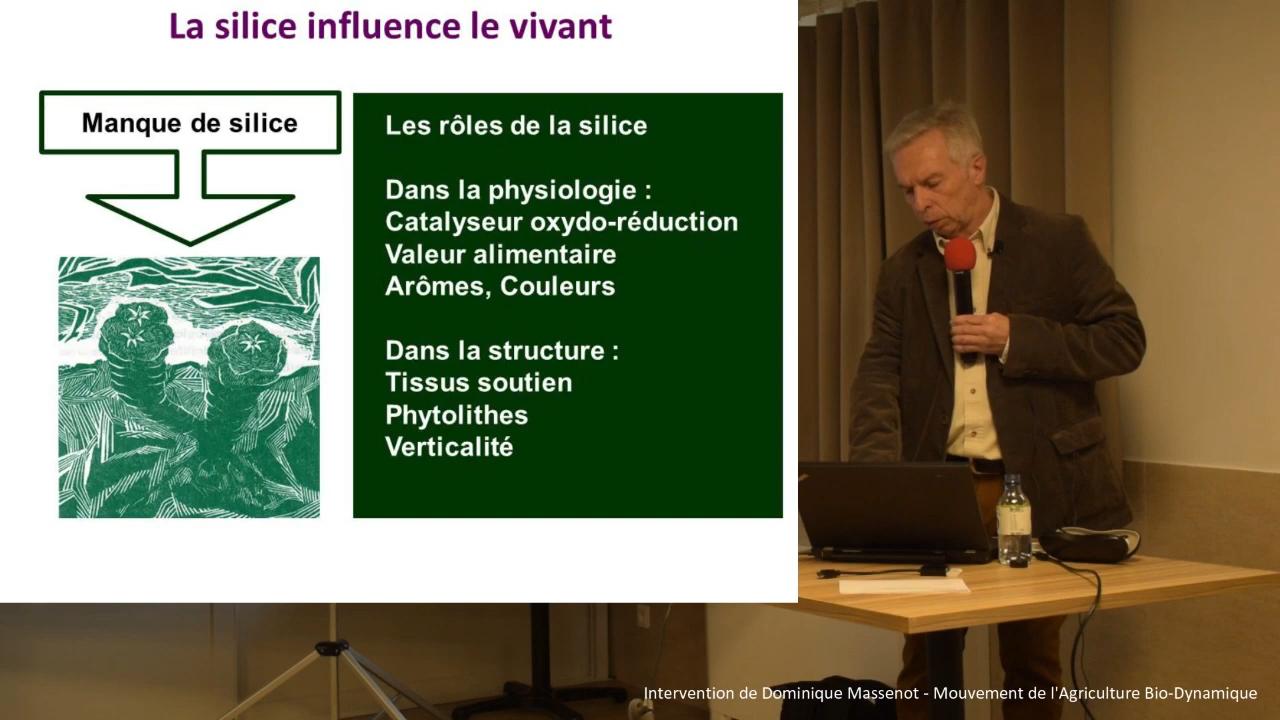 La silice influence le vivant
Manque de silice
Les rôles de la silice
Dans la physiologie :
Catalyseur oxydo-réduction
Valeur alimentaire
Arômes, Couleurs
Dans la structure :
Tissus soutien
Phytolithes
Verticalité
Intervention de Dominique Massenot - Mouvement de l'Agriculture Bio-Dynamique